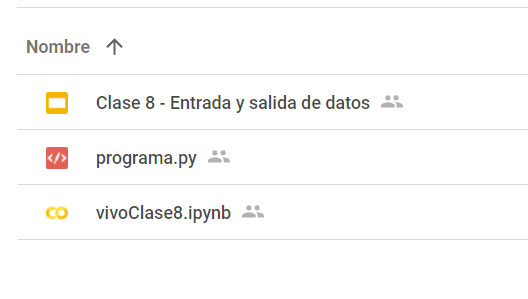 Nombre
Clase 8 - Entrada y salida de datos
programa.py
vivoClase8.ipynb